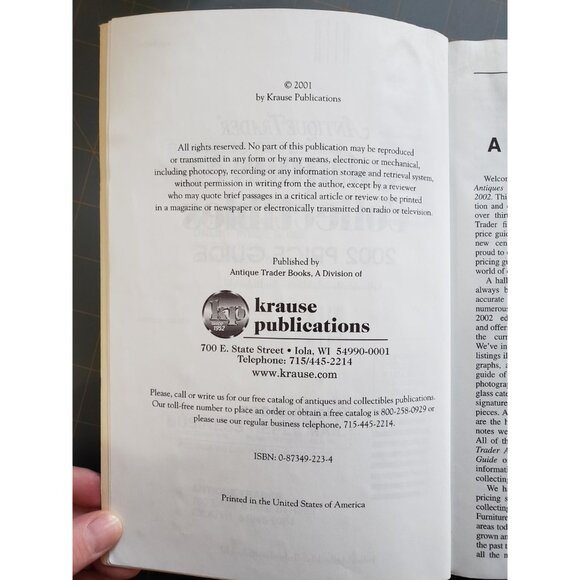 © 2001
by Krause Publications
All rights reserved. No part of this publication may be reproduced
or transmitted in any form or by any means, electronic or mechanical,
including photocopy, recording or any information storage and retrieval system,
without permission in writing from the author, except by a reviewer
who may quote brief passages in a critical article or review to be printed
in a magazine or newspaper or electronically transmitted on radio or television.
Published by
Antique Trader Books, A Division of
kp
since
1952
krause
publications
700 E. State Street • Iola, WI 54990-0001
Telephone: 715/445-2214
www.krause.com
Please, call or write us for our free catalog of antiques and collectibles publications.
Our toll-free number to place an order or obtain a free catalog is 800-258-0929 or
please use our regular business telephone, 715-445-2214.
ISBN: 0-87349-223-4
Printed in the United States of America
A
Welcom
Antiques
2002. This
tion and
over thirt
Trader fi
price guid
new cen
proud to
pricing gu
world of
A hall
always b
accurate
numerous
2002 ed
and offer
the curr
We've in
listings il
graphs, a
guide of
photogra
glass cate
signature
pieces. A
are the h
notes we
All of th
Trader A
Guide o
informati
collecting
We ha
pricing s
collecting
Furniture
areas tod
grown an
the past t
all the n